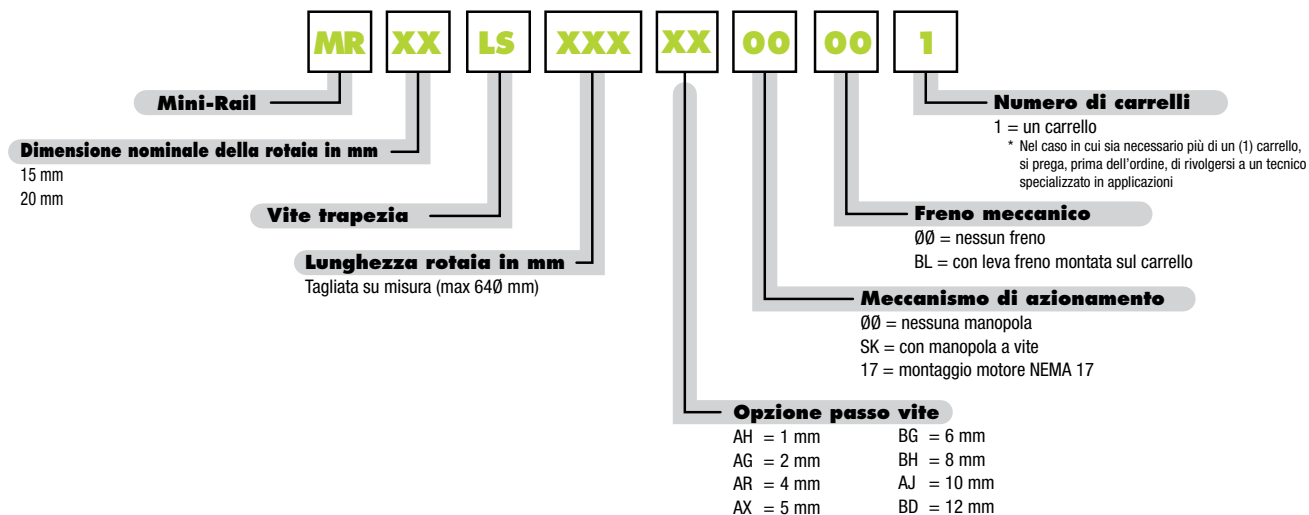 MR XX LS XXX XX 00 00 1
Mini-Rail
Dimensione nominale della rotaia in mm
15 mm
20 mm
Vite trapezia
Lunghezza rotaia in mm
Tagliata su misura (max 64Ø mm)
Numero di carrelli
1 = un carrello
* Nel caso in cui sia necessario più di un (1) carrello,
si prega, prima dell'ordine, di rivolgersi a un tecnico
specializzato in applicazioni
Freno meccanico
ØØ = nessun freno
BL = con leva freno montata sul carrello
Meccanismo di azionamento
ØØ = nessuna manopola
SK = con manopola a vite
17 = montaggio motore NEMA 17
Opzione passo vite
AH = 1 mm
AG = 2 mm
AR = 4 mm
AX = 5 mm
BG = 6 mm
BH = 8 mm
AJ = 10 mm
BD = 12 mm